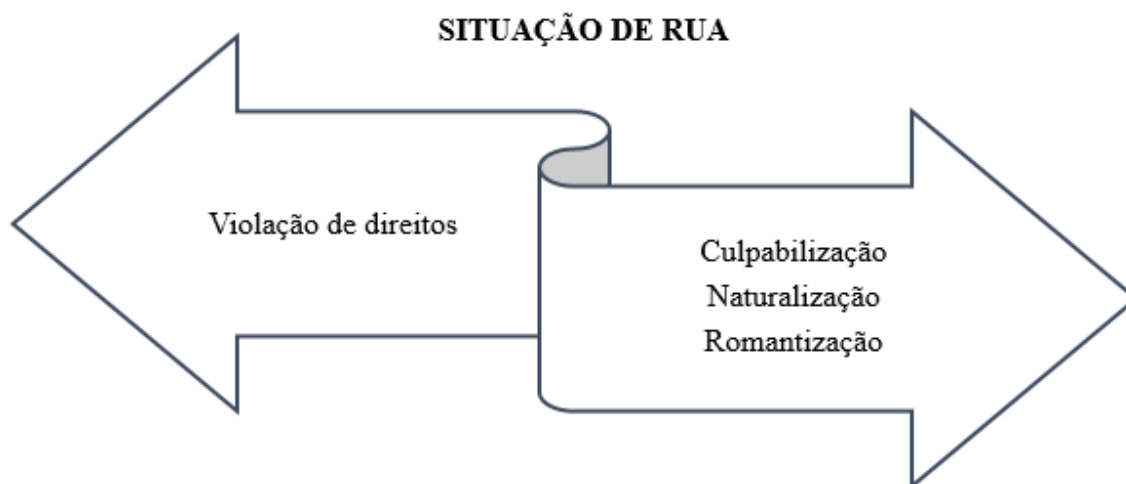 SITUAÇÃO DE RUA
Violação de direitos
Culpabilização
Naturalização
Romantização